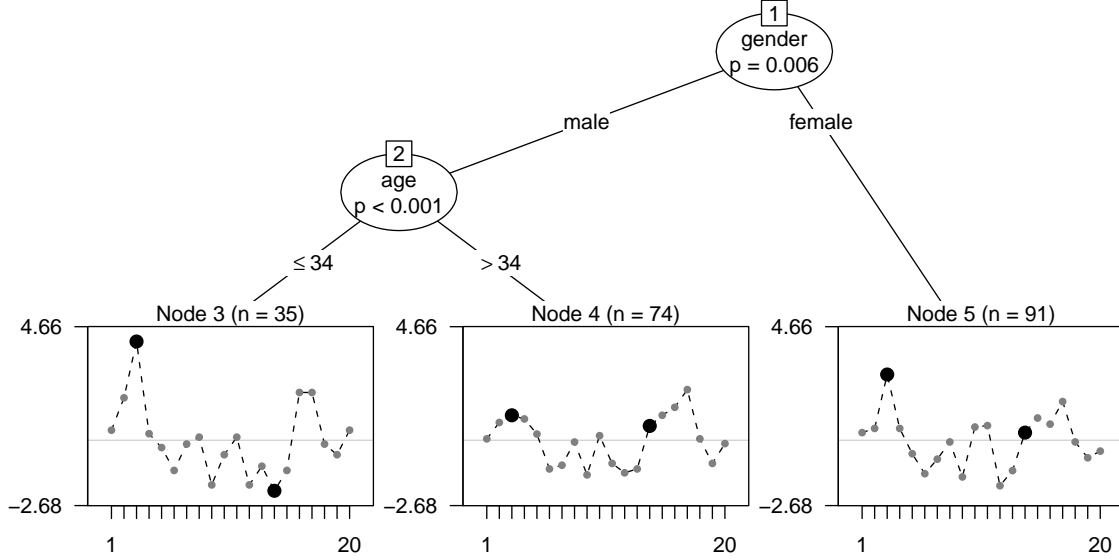 1
gender
p = 0.006
male
female
2
age
p < 0.001
≤ 34
> 34
Node 3 (n = 35)
4.66
−2.68
1
20
Node 4 (n = 74)
4.66
−2.68
1
20
Node 5 (n = 91)
4.66
−2.68
1
20